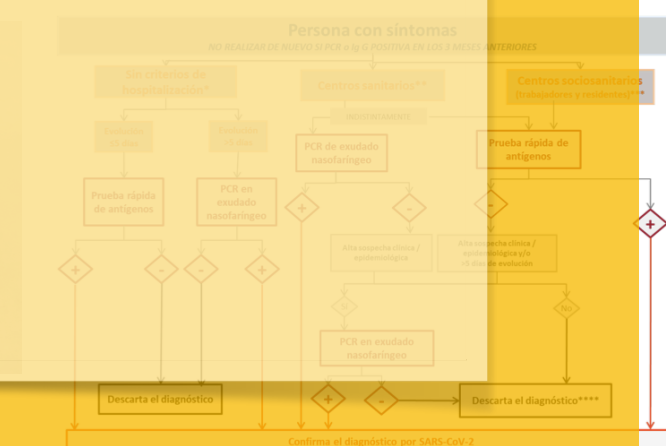 Persona con síntomas
NO REALIZAR DE NUEVO SI PCR o Ig G POSITIVA EN LOS 3 MESES ANTERIORES
Sin criterios de
hospitalización*
Centros sanitarios**
Centros sociosanitarios
(trabajadores y residentes)***
INDISTINTAMENTE
Evolución
Evolución
PCR de exudado
nasofaríngeo
Prueba rápida de
antígenos
Prueba rápida
de antígenos
PCR en
exudado
nasofaríngeo
+
-
-
+
Alta sospecha clínica /
epidemiológica
Alta sospecha clínica /
epidemiológica y/o
días de evolución
+
-
-
+
No
PCR en exudado
nasofaríngeo
Descarta el diagnóstico
+
-
Descarta el diagnóstico****
Confirma el diagnóstico por SARS-CoV-2